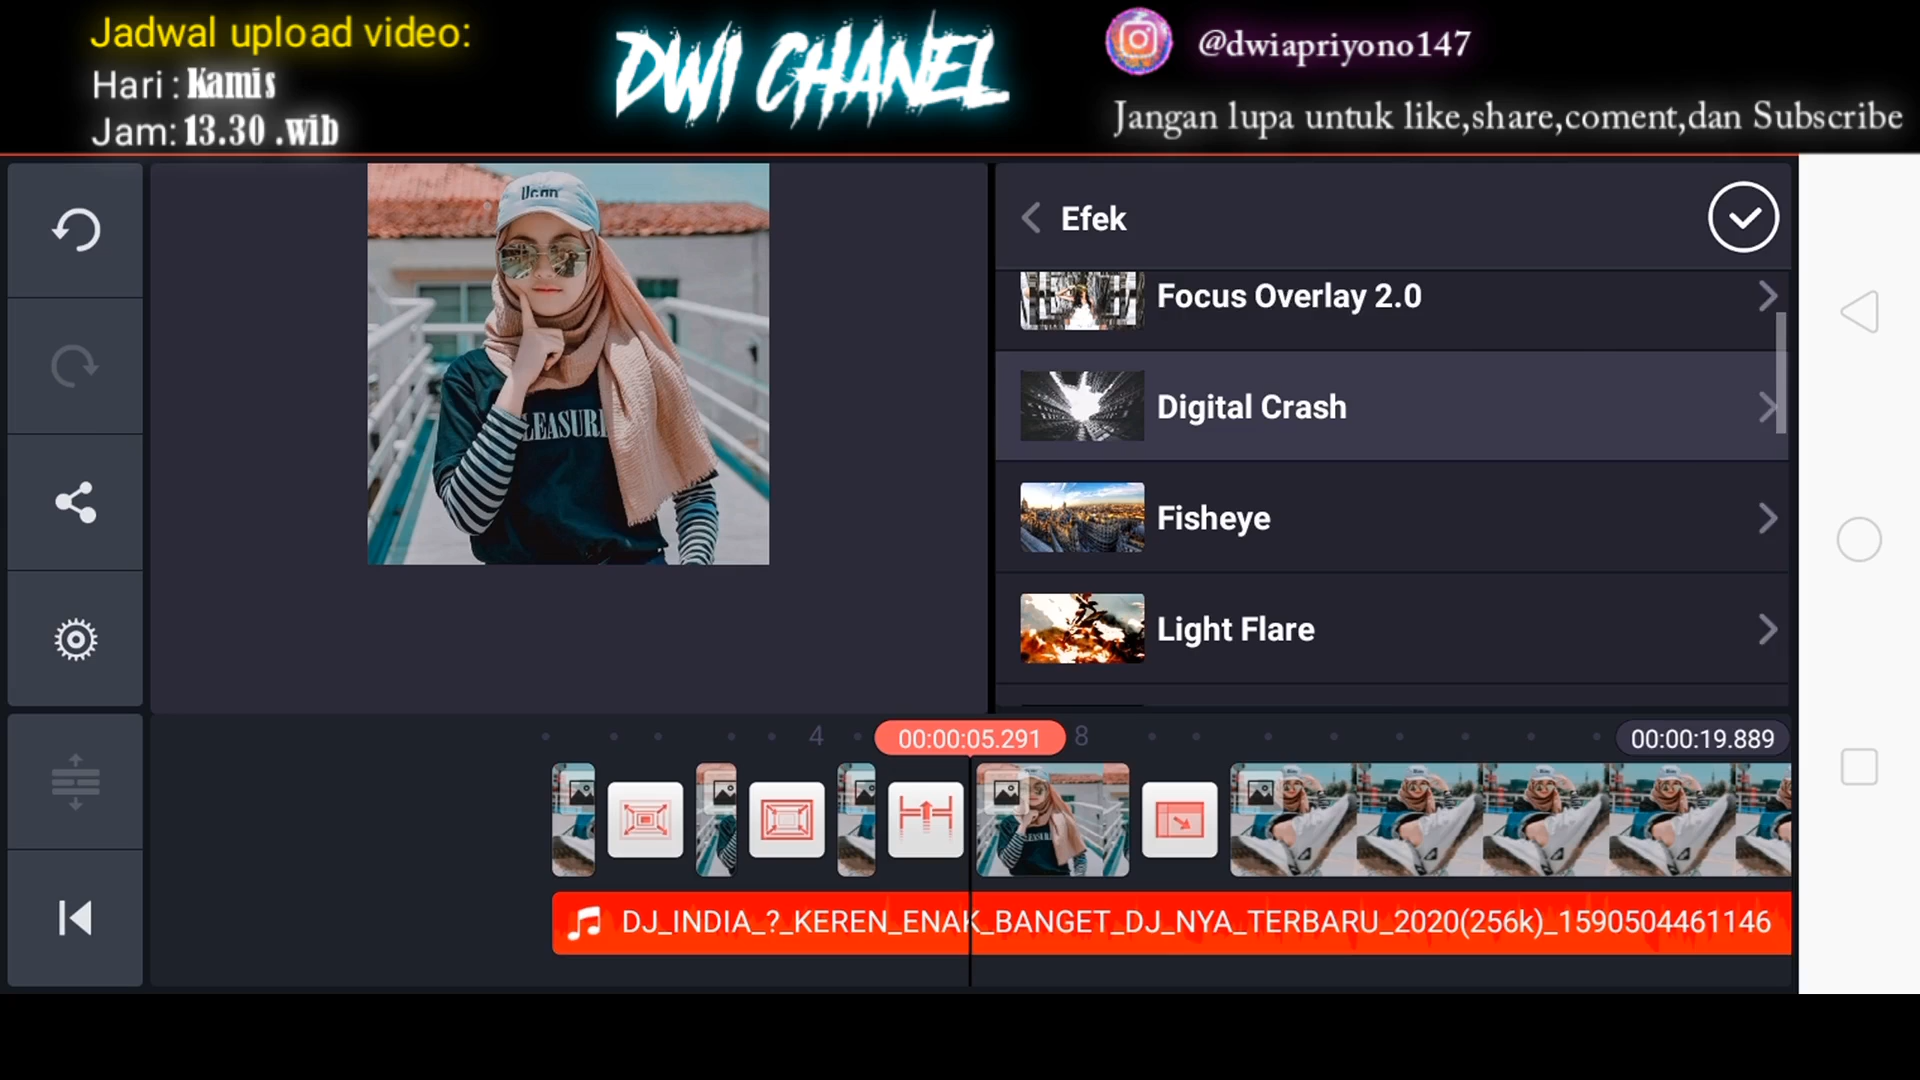 Jadwal upload video:
Hari : Kamis
Jam: 13.30 .wib
DWI CHANEL
@dwiapriyono147
Jangan lupa untuk like,share,coment,dan Subscribe
Ucan
LEASURE
Efek
Focus Overlay 2.0
Digital Crash
Fisheye
Light Flare
4
00:00:05.291
8
00:00:19.889
DJ_INDIA_?_KEREN_ENAK_BANGET_DJ_NYA_TERBARU_2020(256k)_1590504461146